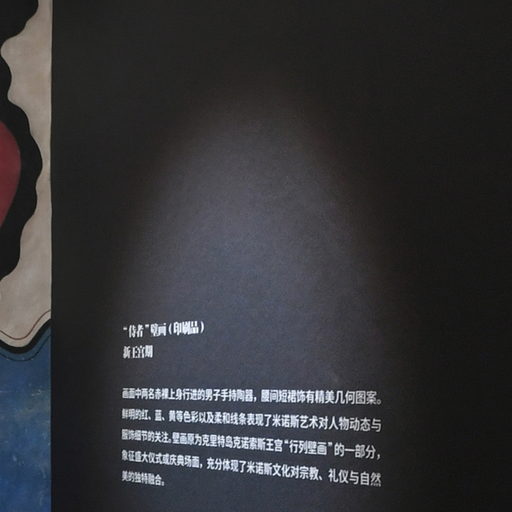 “侍者”壁画（印刷品）
新王宫期
画面中两名赤裸上身行进的男子手持陶器，腰间短裙饰有精美几何图案。
鲜明的红、蓝、黄等色彩以及柔和线条表现了米诺斯艺术对人物动态与
服饰细节的关注。壁画原为克里特岛克诺索斯王宫“行列壁画”的一部分，
象征盛大仪式或庆典场面，充分体现了米诺斯文化对宗教、礼仪与自然
美的独特融合。